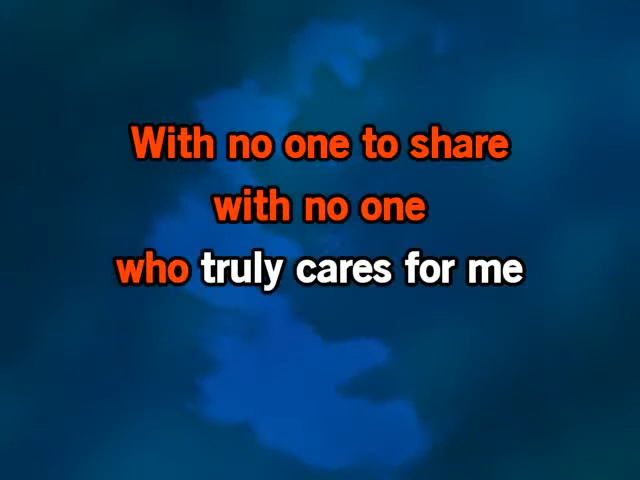 With no one to share
with no one
who truly cares for me